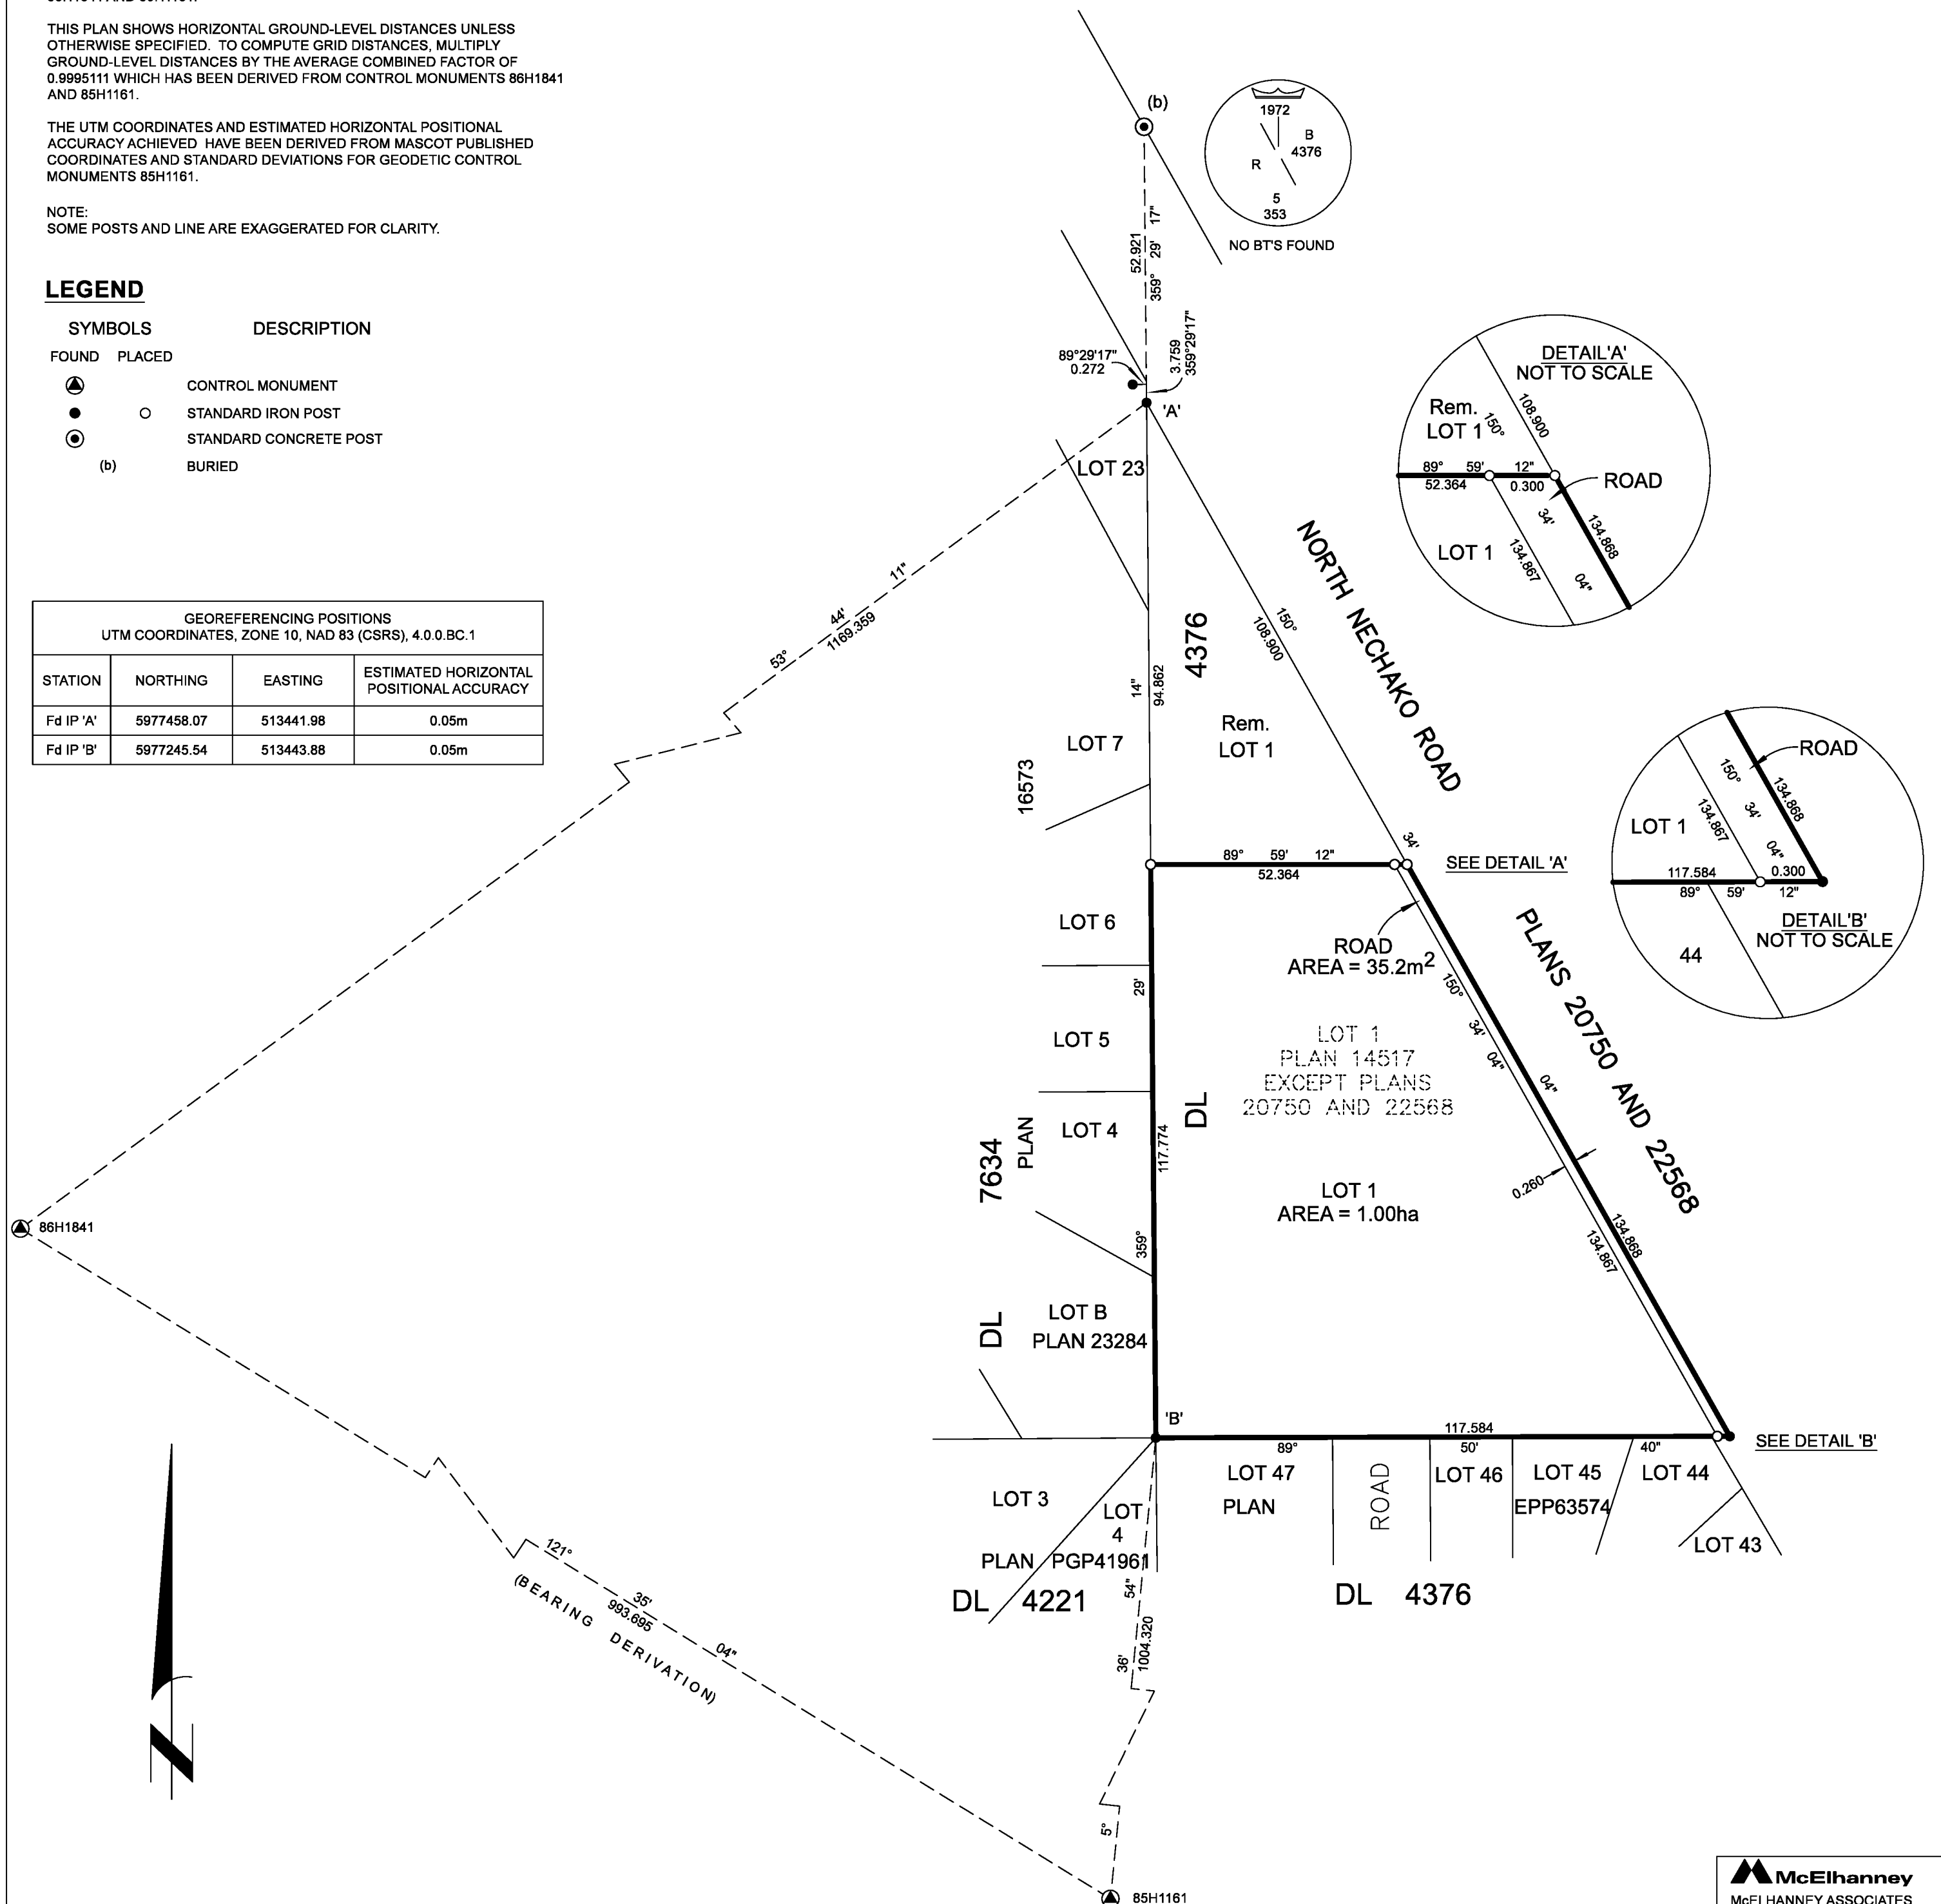 THIS PLAN SHOWS HORIZONTAL GROUND-LEVEL DISTANCES UNLESS
OTHERWISE SPECIFIED. TO COMPUTE GRID DISTANCES, MULTIPLY
GROUND-LEVEL DISTANCES BY THE AVERAGE COMBINED FACTOR OF
0.9995111 WHICH HAS BEEN DERIVED FROM CONTROL MONUMENTS 86H1841
AND 85H1161.
THE UTM COORDINATES AND ESTIMATED HORIZONTAL POSITIONAL
ACCURACY ACHIEVED HAVE BEEN DERIVED FROM MASCOT PUBLISHED
COORDINATES AND STANDARD DEVIATIONS FOR GEODETIC CONTROL
MONUMENTS 85H1161.
NOTE:
SOME POSTS AND LINE ARE EXAGGERATED FOR CLARITY.
LEGEND
SYMBOLS DESCRIPTION
FOUND PLACED
CONTROL MONUMENT
STANDARD IRON POST
STANDARD CONCRETE POST
(b) BURIED
GEOREFERENCING POSITIONS
UTM COORDINATES, ZONE 10, NAD 83 (CSRS), 4.0.0.BC.1
STATION NORTHING EASTING ESTIMATED HORIZONTAL
POSITIONAL ACCURACY
Fd IP 'A' 5977458.07 513441.98 0.05m
Fd IP 'B' 5977245.54 513443.88 0.05m
(b)
1972
B
4376
R
5
353
NO BT'S FOUND
52.921
359° 29' 17"
89°29'17"
0.272
3.759
359°29'17"
'A'
LOT 23
53° 44' 11"
1169.359
DETAIL'A'
NOT TO SCALE
Rem.
LOT 1
150°
108.900
89° 59' 12"
52.364 0.300
ROAD
34'
134.868
LOT 1
134.867
04"
NORTH NECHAKO ROAD
150°
108.900
4376
14"
94.862
Rem.
LOT 1
LOT 7
16573
34'
89° 59' 12"
52.364
SEE DETAIL 'A'
ROAD
150°
34'
134.868
LOT 1
134.867
04"
117.584 0.300
89° 59' 12"
DETAIL'B'
NOT TO SCALE
44
LOT 6
ROAD
AREA = 35.2m2
29'
150°
34'
04"
04"
PLANS 20750 AND 22568
LOT 5
LOT 1
PLAN 14517
EXCEPT PLANS
20750 AND 22568
DL
LOT 4
PLAN
7634
117.774
LOT 1
AREA = 1.00ha
0.260
134.868
134.867
359°
86H1841
DL
LOT B
PLAN 23284
'B'
117.584
89° 50' 40"
SEE DETAIL 'B'
LOT 47
PLAN
ROAD
LOT 46
LOT 45
EPP63574
LOT 44
LOT 43
LOT 3
LOT
4
PLAN PGP41961
DL 4221
DL 4376
121° 35' 04"
993.695
(BEARING DERIVATION)
54"
36'
1004.320
5°
85H1161
N
McElhanney
McELHANNEY ASSOCIATES